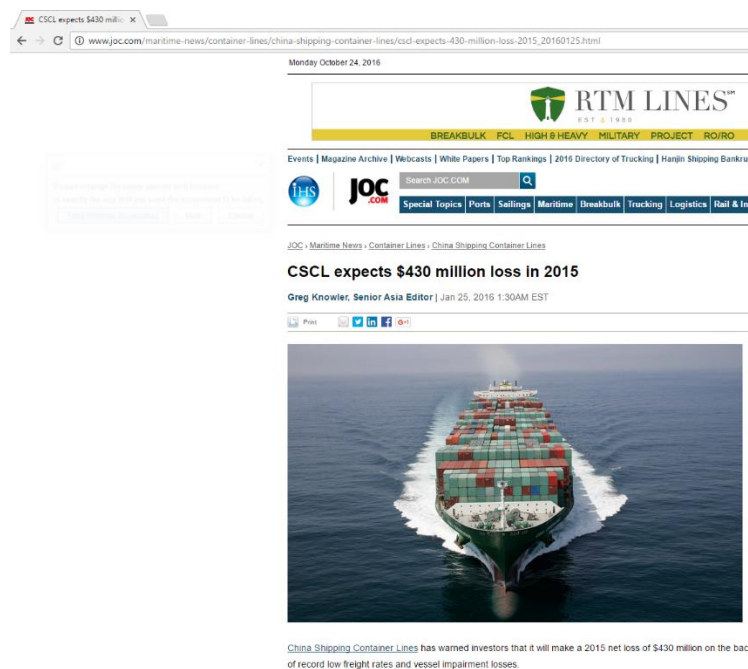 CSCL expects $430 millio
www.joc.com/maritime-news/container-lines/china-shipping-container-lines/cscl-expects-430-million-loss-2015_20160125.html
Monday October 24, 2016
RTM LINES℠
EST 1980
BREAKBULK FCL HIGH & HEAVY MILITARY PROJECT RO/RO
Events | Magazine Archive | Webcasts | White Papers | Top Rankings | 2016 Directory of Trucking | Hanjin Shipping Bankru
IHS
JOC
.COM
Search JOC.COM
Special Topics Ports Sailings Maritime Breakbulk Trucking Logistics Rail & In
JOC › Maritime News › Container Lines › China Shipping Container Lines
CSCL expects $430 million loss in 2015
Greg Knowler, Senior Asia Editor | Jan 25, 2016 1:30AM EST
Print
G+1
China Shipping Container Lines has warned investors that it will make a 2015 net loss of $430 million on the bac
of record low freight rates and vessel impairment losses.